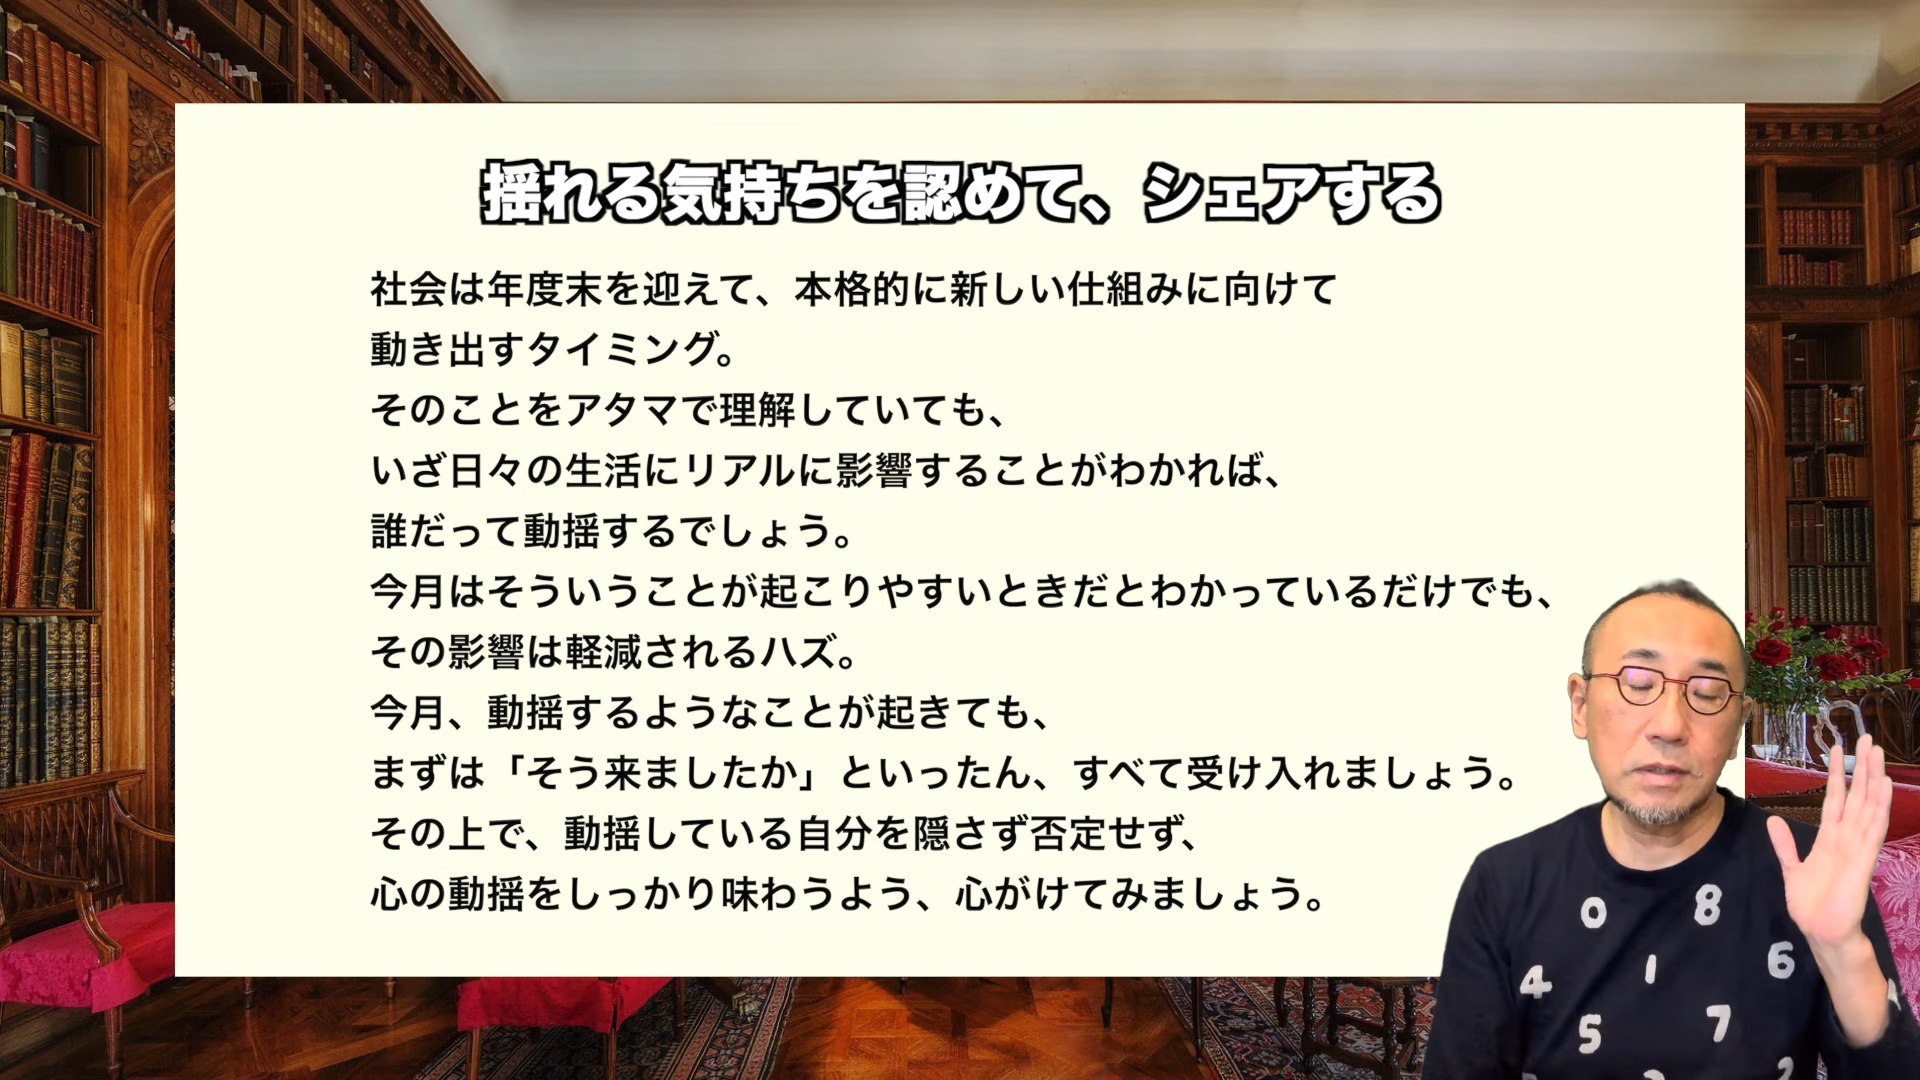 揺れる気持ちを認めて、シェアする
社会は年度末を迎えて、本格的に新しい仕組みに向けて
動き出すタイミング。
そのことをアタマで理解していても、
いざ日々の生活にリアルに影響することがわかれば、
誰だって動揺するでしょう。
今月はそういうことが起こりやすいときだとわかっているだけでも、
その影響は軽減されるハズ。
今月、動揺するようなことが起きても、
まずは「そう来ましたか」といったん、すべて受け入れましょう。
その上で、動揺している自分を隠さず否定せず、
心の動揺をしっかり味わうよう、心がけてみましょう。
0 8
4 1 6
5 7